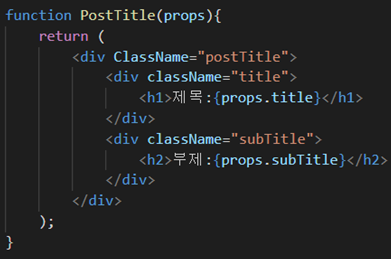 function PostTitle(props){
    return (
        <div ClassName="postTitle">
            <div className="title">
                <h1>제목:{props.title}</h1>
            </div>
            <div className="subTitle">
                <h2>부제:{props.subTitle}</h2>
            </div>
        </div>
    );
}